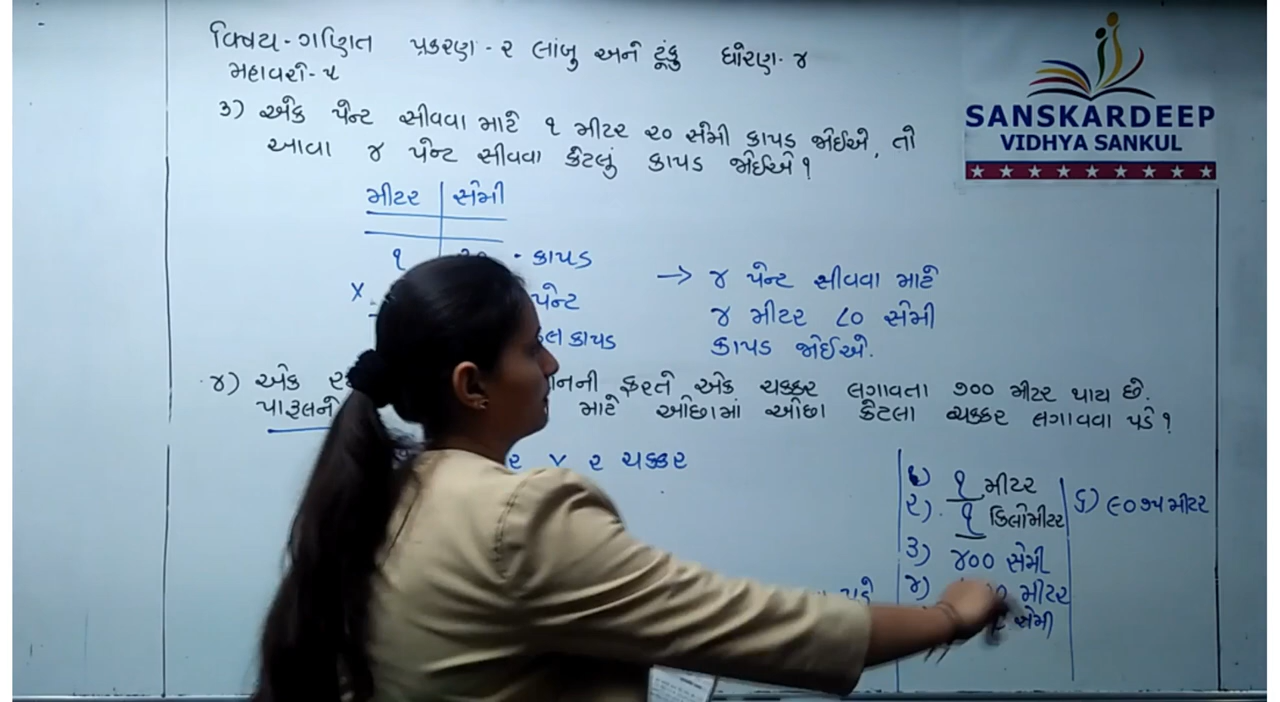 વિષય - ગણિત પ્રકરણ - ૨ લાંબુ અને ટૂંકુ ધોરણ - ૪
મહાવરો - ૫
૩) એક પેન્ટ સીવવા માટે ૧ મીટર ૨૦ સેમી કાપડ જોઈએ, તો
આવા ૪ પેન્ટ સીવવા કેટલું કાપડ જોઈએ ?
મીટર સેમી
૧ - કાપડ
X પેન્ટ
કાપડ
→ ૪ પેન્ટ સીવવા માટે
૪ મીટર ૮૦ સેમી
કાપડ જોઈએ.
૪) એક ફરતે એક ચક્કર લગાવતા ૭૦૦ મીટર થાય છે.
પારૂલને માટે ઓછામાં ઓછા કેટલા ચક્કર લગાવવા પડે ?
X ૨ ચક્કર
૧) ૧ મીટર
૨) ૧ કિલોમીટર
૩) ૪૦૦ સેમી
૪) મીટર
સેમી
૬) ૯૦૭૫ મીટર
SANSKARDEEP
VIDHYA SANKUL